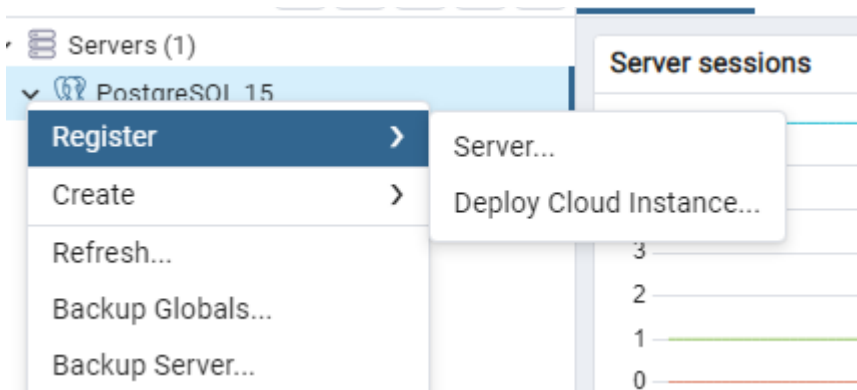 Servers (1)
PostgreSQL 15
Register
Create
Refresh...
Backup Globals...
Backup Server...
Server...
Deploy Cloud Instance...
Server sessions
3
2
1
0